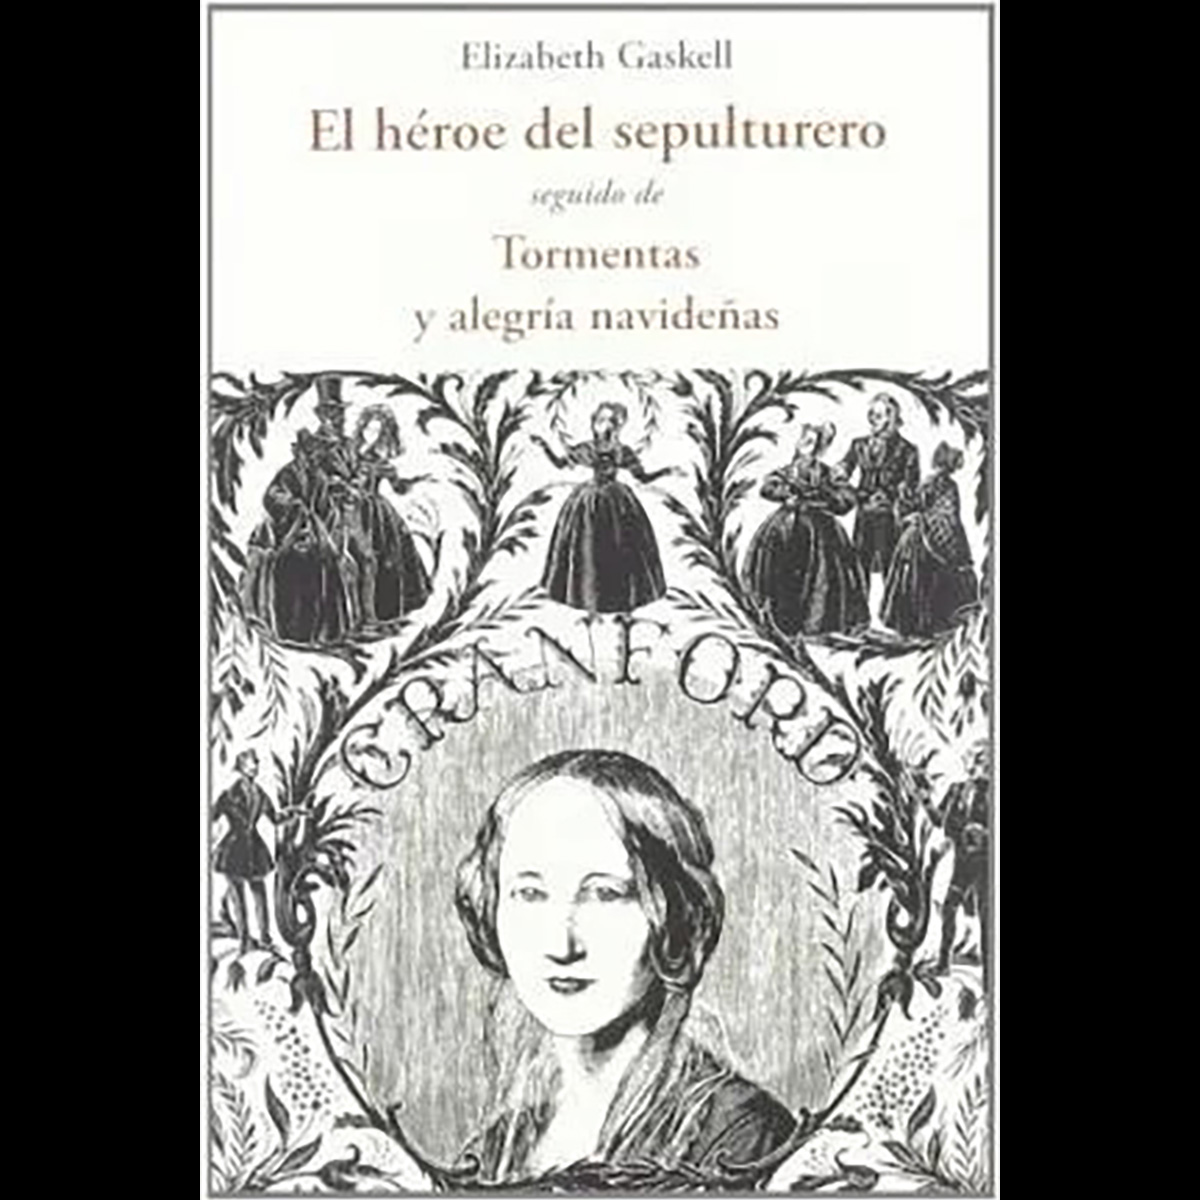 Elizabeth Gaskell
El héroe del sepulturero
seguido de
Tormentas
y alegría navideñas
CRANFORD